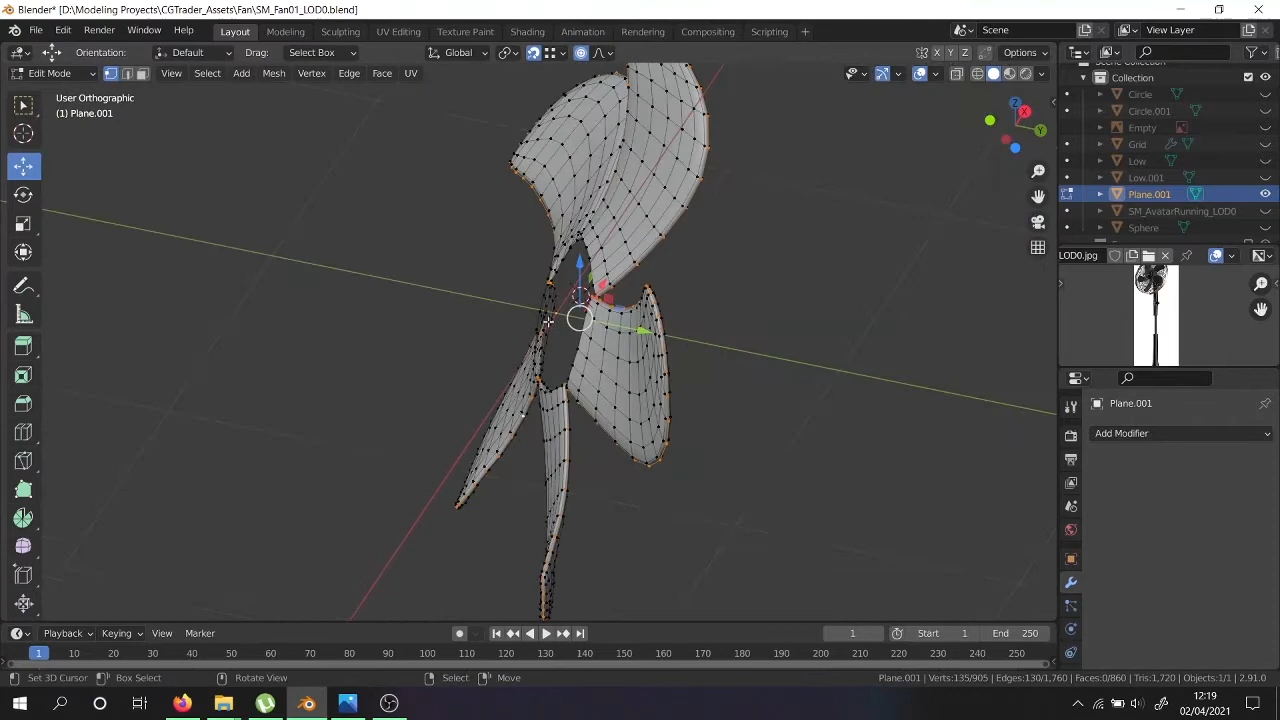 Blender* [D:\Modeling Projects\CGTrader_Assets\Fan\SM_Fan01_LOD0.blend]
File Edit Render Window Help Layout Modeling Sculpting UV Editing Texture Paint Shading Animation Rendering Compositing Scripting + Scene View Layer
Orientation: Default Drag: Select Box Global X Y Z Options
Edit Mode View Select Add Mesh Vertex Edge Face UV
User Orthographic
(1) Plane.001
Z
X
Y
Collection
Circle
Circle.001
Empty
Grid
Low
Low.001
Plane.001
SM_AvatarRunning_LOD0
Sphere
LOD0.jpg
Plane.001
Add Modifier
Playback Keying View Marker 1 Start 1 End 250
1 10 20 30 40 50 60 70 80 90 100 110 120 130 140 150 160 170 180 190 200 210 220 230 240 250
Set 3D Cursor Box Select Rotate View Select Move Plane.001 | Verts:135/905 | Edges:130/1,760 | Faces:0/860 | Tris:1,720 | Objects:1/1 | 2.91.0
12:19
02/04/2021